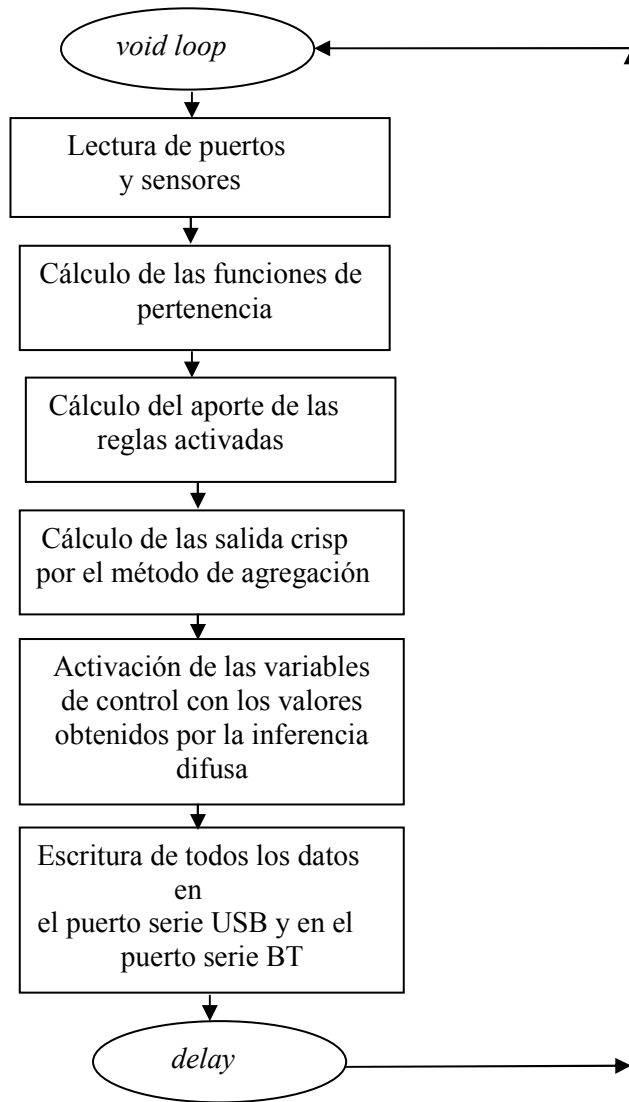 void loop
Lectura de puertos
y sensores
Cálculo de las funciones de
pertenencia
Cálculo del aporte de las
reglas activadas
Cálculo de las salida crisp
por el método de agregación
Activación de las variables
de control con los valores
obtenidos por la inferencia
difusa
Escritura de todos los datos
en
el puerto serie USB y en el
puerto serie BT
delay